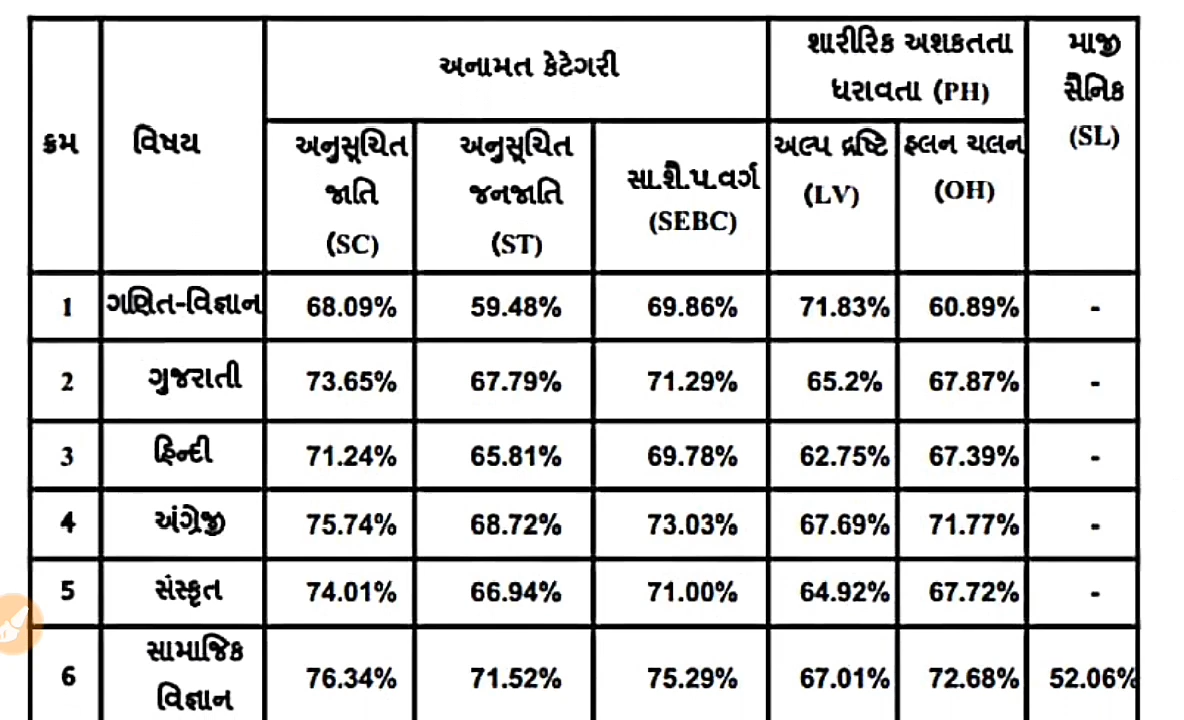 ક્રમ વિષય અનામત કેટેગરી શારીરિક અશકતતા ધરાવતા (PH) માજી સૈનિક (SL)
અનુસૂચિત જાતિ (SC) અનુસૂચિત જનજાતિ (ST) સા.શૈ.પ.વર્ગ (SEBC) અલ્પ દ્રષ્ટિ (LV) હલન ચલન (OH)
1 ગણિત-વિજ્ઞાન 68.09% 59.48% 69.86% 71.83% 60.89% -
2 ગુજરાતી 73.65% 67.79% 71.29% 65.2% 67.87% -
3 હિન્દી 71.24% 65.81% 69.78% 62.75% 67.39% -
4 અંગ્રેજી 75.74% 68.72% 73.03% 67.69% 71.77% -
5 સંસ્કૃત 74.01% 66.94% 71.00% 64.92% 67.72% -
6 સામાજિક વિજ્ઞાન 76.34% 71.52% 75.29% 67.01% 72.68% 52.06%